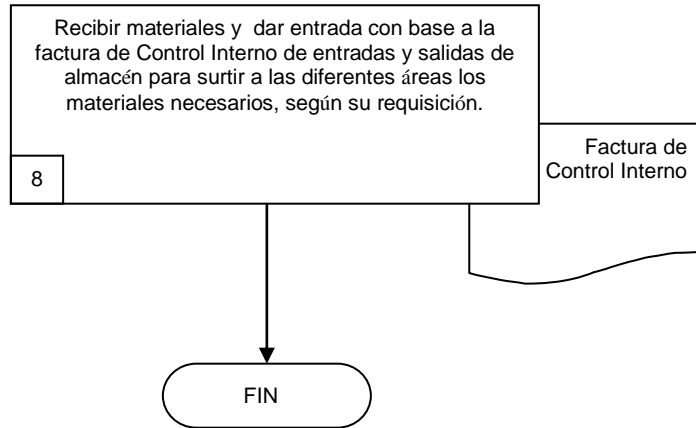 Recibir materiales y  dar entrada con base a la
factura de Control Interno de entradas y salidas de
almacén para surtir a las diferentes áreas los
materiales necesarios, según su requisición.
8
Factura de
Control Interno
FIN